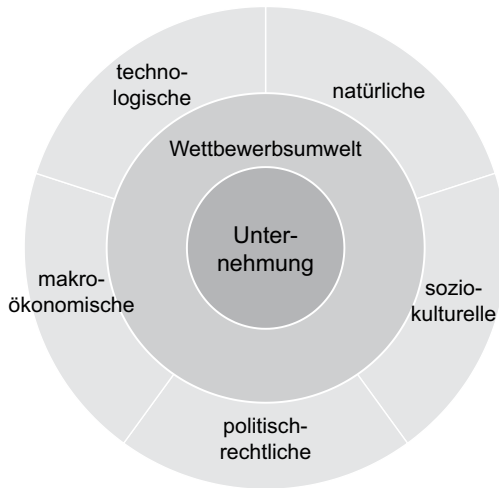 techno-
logische
natürliche
Wettbewerbsumwelt
Unter-
nehmung
makro-
ökonomische
sozio-
kulturelle
politisch-
rechtliche